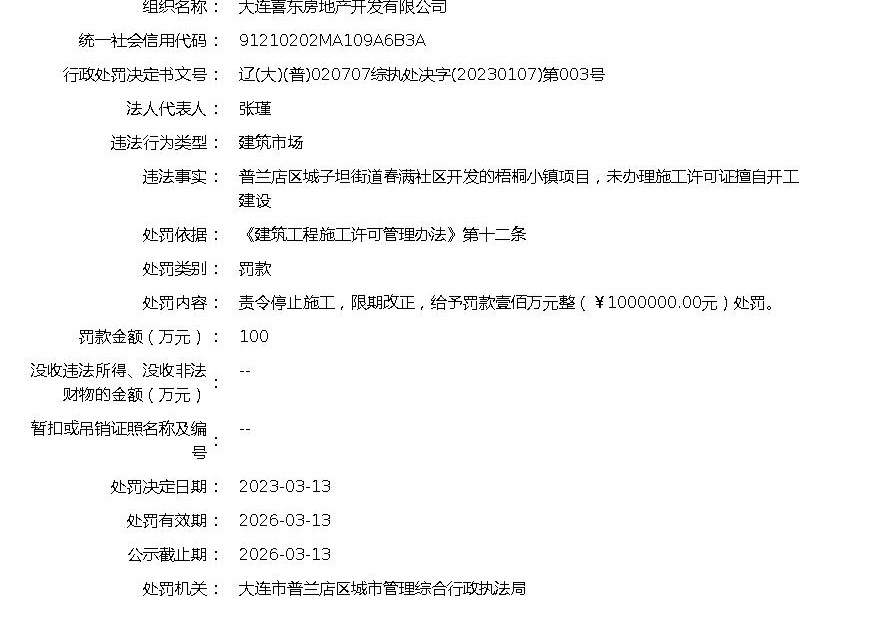 组织名称： 大连喜东房地产开发有限公司
统一社会信用代码： 91210202MA109A6B3A
行政处罚决定书文号： 辽(大)(普)020707综执处决字(20230107)第003号
法人代表人： 张瑾
违法行为类型： 建筑市场
违法事实： 普兰店区城子坦街道春满社区开发的梧桐小镇项目，未办理施工许可证擅自开工
建设
处罚依据： 《建筑工程施工许可管理办法》第十二条
处罚类别： 罚款
处罚内容： 责令停止施工，限期改正，给予罚款壹佰万元整（￥1000000.00元）处罚。
罚款金额（万元）： 100
没收违法所得、没收非法
财物的金额（万元）： --
暂扣或吊销证照名称及编
号： --
处罚决定日期： 2023-03-13
处罚有效期： 2026-03-13
公示截止期： 2026-03-13
处罚机关： 大连市普兰店区城市管理综合行政执法局